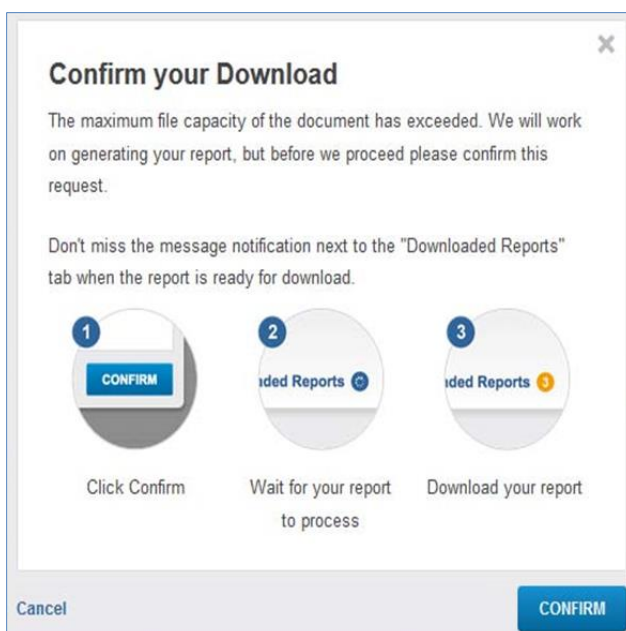 Confirm your Download
The maximum file capacity of the document has exceeded. We will work
on generating your report, but before we proceed please confirm this
request.
Don't miss the message notification next to the "Downloaded Reports"
tab when the report is ready for download.
1
2
3
CONFIRM
ided Reports
ided Reports 3
Click Confirm
Wait for your report
to process
Download your report
Cancel
CONFIRM